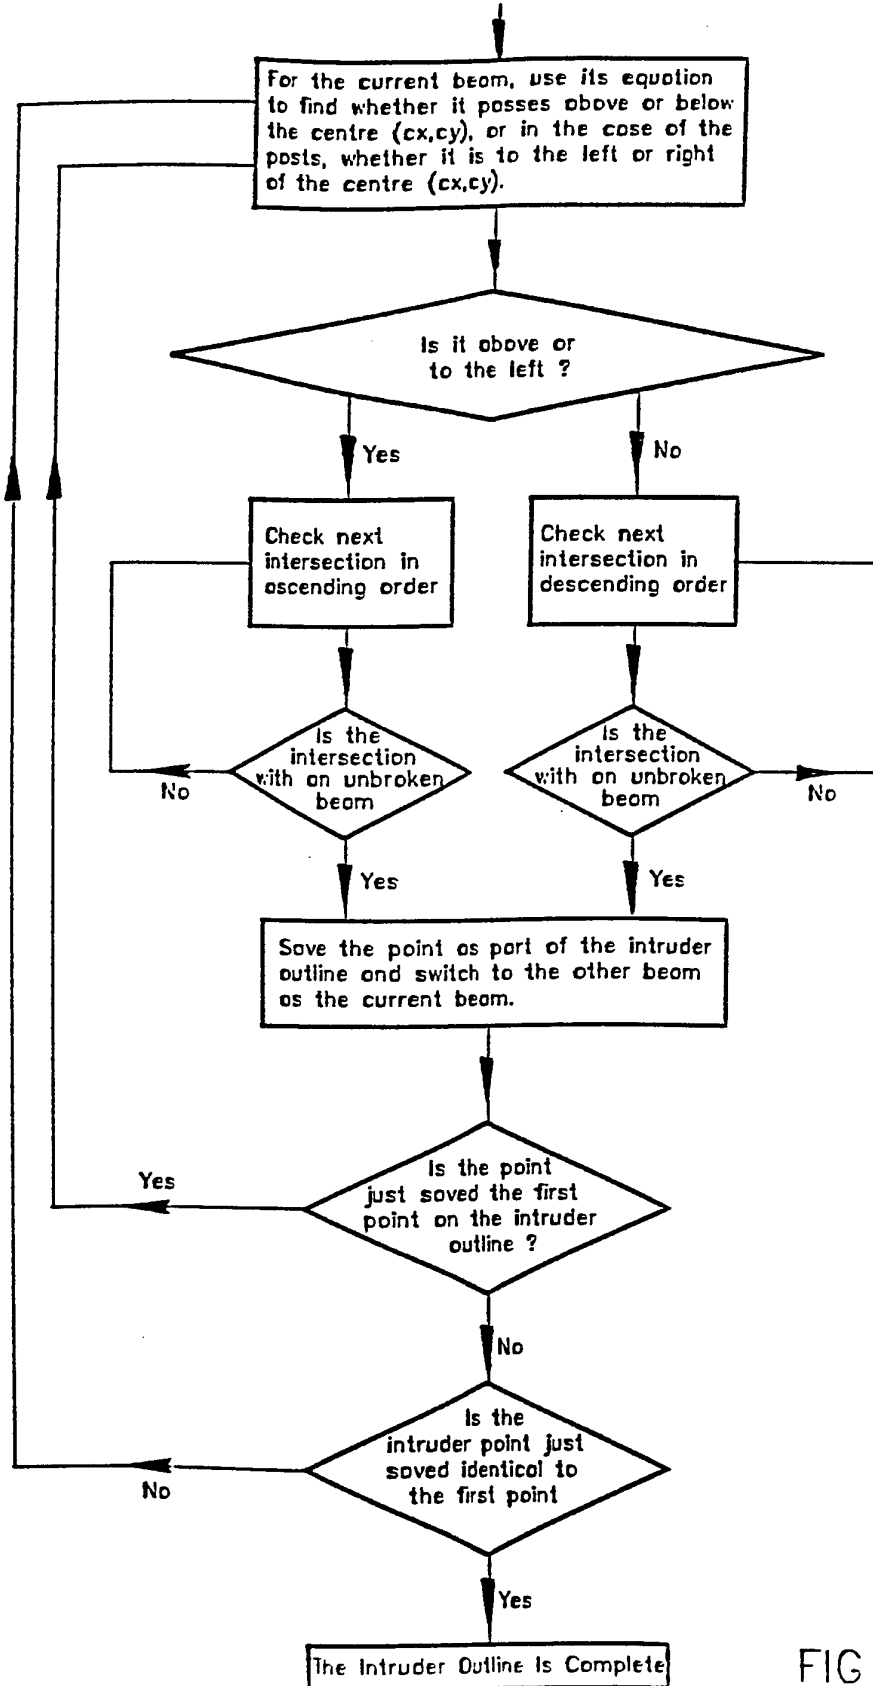 For the current beam, use its equation
to find whether it passes above or below
the centre (cx,cy), or in the case of the
posts, whether it is to the left or right
of the centre (cx,cy).
Is it above or
to the left ?
Yes
No
Check next
intersection in
ascending order
Check next
intersection in
descending order
Is the
intersection
with an unbroken
beam
No
Is the
intersection
with an unbroken
beam
No
Yes
Yes
Save the point as part of the intruder
outline and switch to the other beam
as the current beam.
Is the point
just saved the first
point on the intruder
outline ?
Yes
No
Is the
intruder point just
saved identical to
the first point
No
Yes
The Intruder Outline Is Complete
FIG